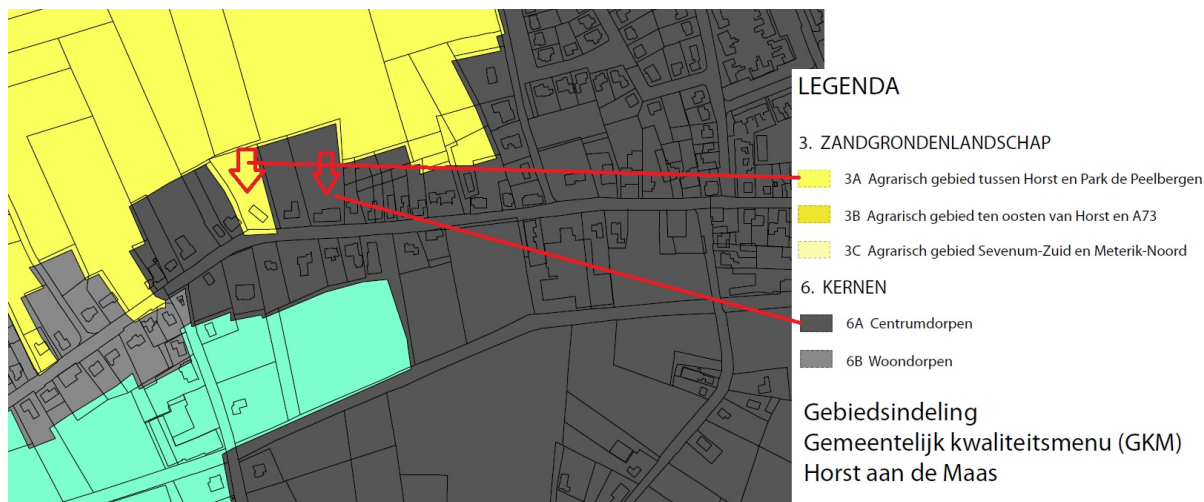 LEGENDA
3. ZANDGRONDENLANDSCHAP
3A Agrarisch gebied tussen Horst en Park de Peelbergen
3B Agrarisch gebied ten oosten van Horst en A73
3C Agrarisch gebied Sevenum-Zuid en Meterik-Noord
6. KERNEN
6A Centrumdorpen
6B Woondorpen
Gebiedsindeling
Gemeentelijk kwaliteitsmenu (GKM)
Horst aan de Maas